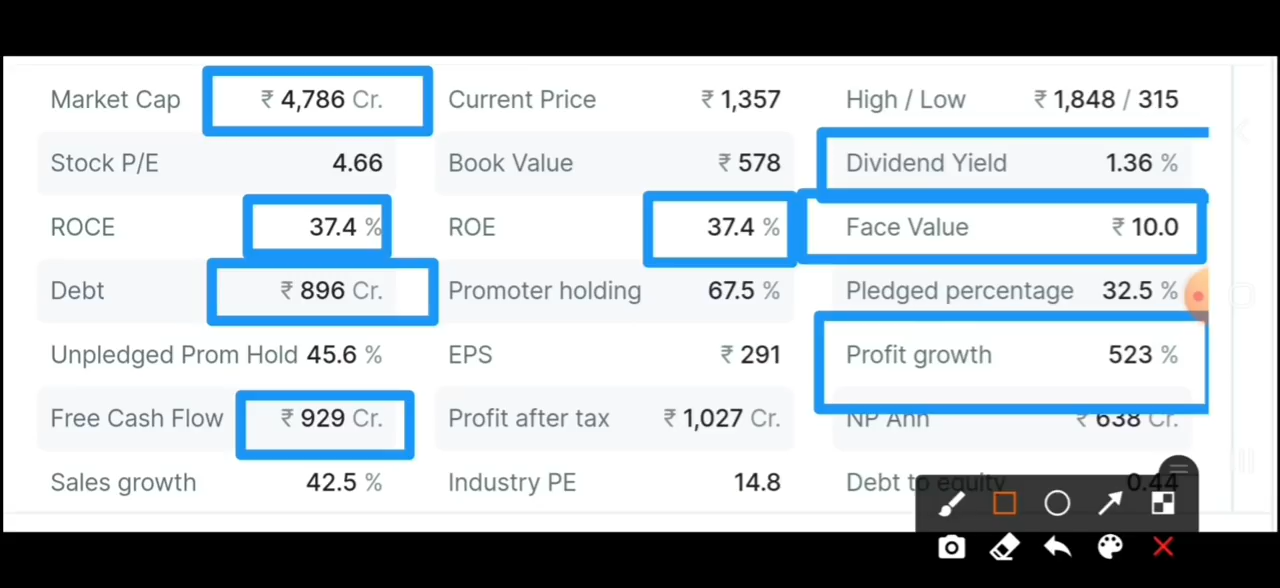 Market Cap ₹ 4,786 Cr. Current Price ₹ 1,357 High / Low ₹ 1,848 / 315
Stock P/E 4.66 Book Value ₹ 578 Dividend Yield 1.36 %
ROCE 37.4 % ROE 37.4 % Face Value ₹ 10.0
Debt ₹ 896 Cr. Promoter holding 67.5 % Pledged percentage 32.5 %
Unpledged Prom Hold 45.6 % EPS ₹ 291 Profit growth 523 %
Free Cash Flow ₹ 929 Cr. Profit after tax ₹ 1,027 Cr. NP Ann ₹ 638 Cr.
Sales growth 42.5 % Industry PE 14.8 Debt to equity 0.44